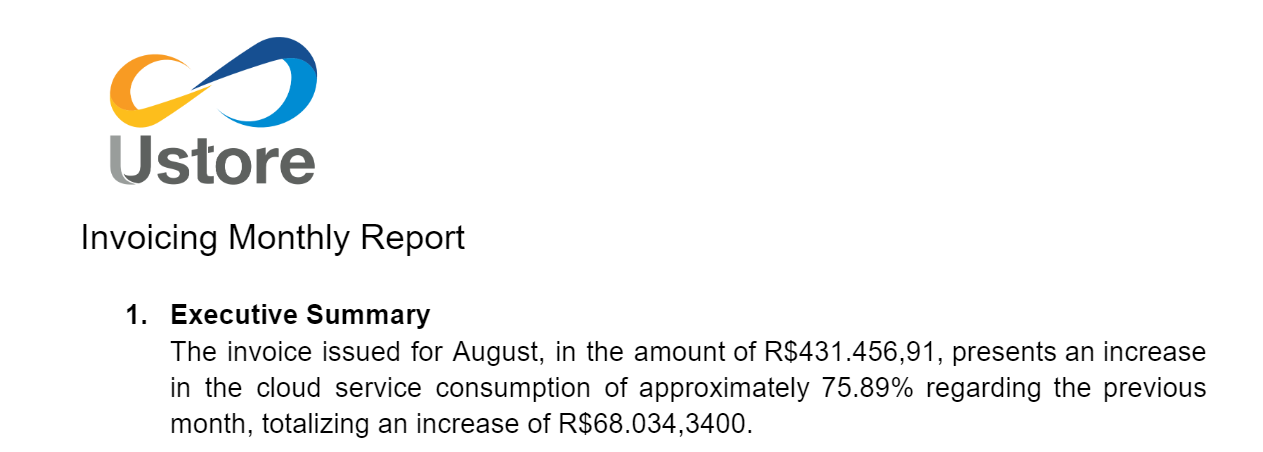 Ustore
Invoicing Monthly Report
1. Executive Summary
The invoice issued for August, in the amount of R$431.456,91, presents an increase
in the cloud service consumption of approximately 75.89% regarding the previous
month, totalizing an increase of R$68.034,3400.